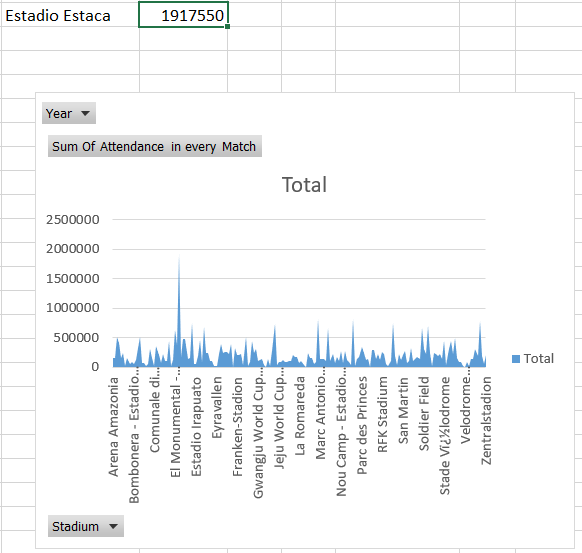 Estadio Estaca 1917550
Year
Sum Of Attendance in every Match
Total
2500000
2000000
1500000
1000000
500000
0
Total
Arena Amazonia
Bombonera - Estadio...
Comunale di...
El Monumental -...
Estadio Irapuato
Eyravallen
Franken-Stadion
Gwangju World Cup...
Jeju World Cup...
La Romareda
Marc Antonio...
Nou Camp - Estadio...
Parc des Princes
RFK Stadium
San Martin
Soldier Field
Stade Vï¿½lodrome
Velodrome...
Zentralstadion
Stadium